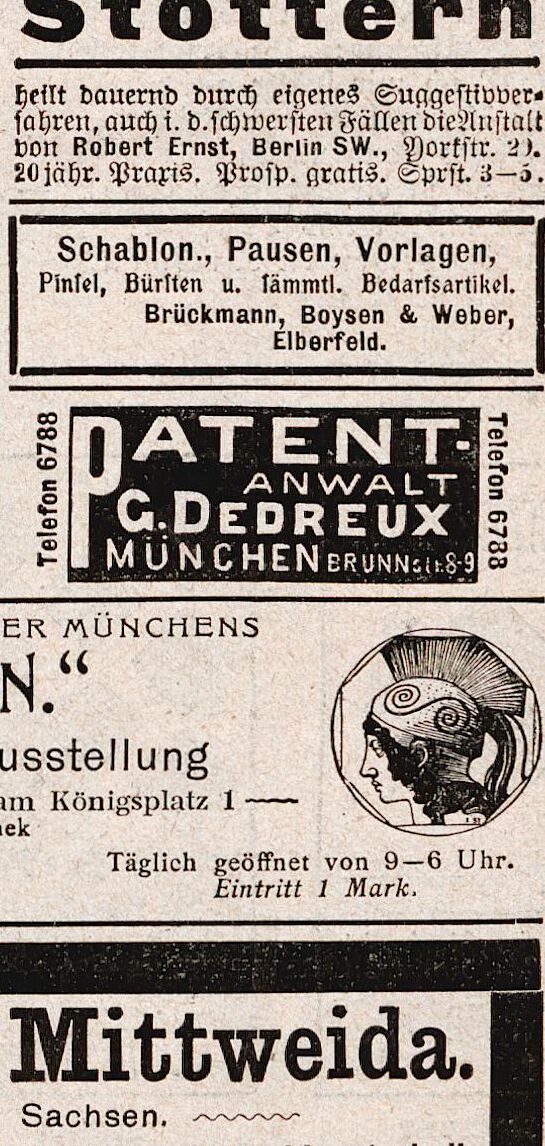 Stottern
heilt dauernd durch eigenes Suggestivver-
fahren, auch i. d. schwersten Fällen die Anstalt
von Robert Ernst, Berlin SW., Yorkstr.
20 jähr. Praxis. Prosp. gratis. Sprst. 3—5.
Schablon., Pausen, Vorlagen,
Pinsel, Bürsten u. sämmtl. Bedarfsartikel.
Brückmann, Boysen & Weber,
Elberfeld.
Telefon 6788
PATENT-
ANWALT
G. DEDREUX
MÜNCHEN BRUNNstr. 8-9
Telefon 6788
ER MÜNCHENS
N.“
usstellung
am Königsplatz 1 —
ek
Täglich geöffnet von 9—6 Uhr.
Eintritt 1 Mark.
Mittweida.
Sachsen.